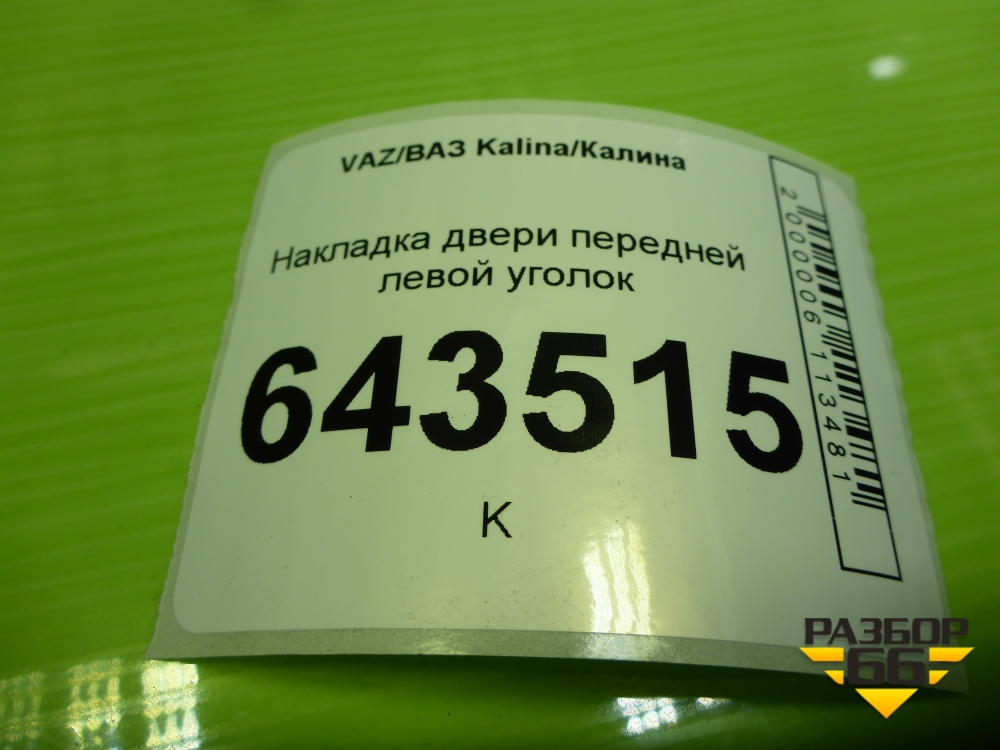 VAZ/ВАЗ Kalina/Калина
Накладка двери передней
левой уголок
643515
К
2000006113481
РАЗБОР
66